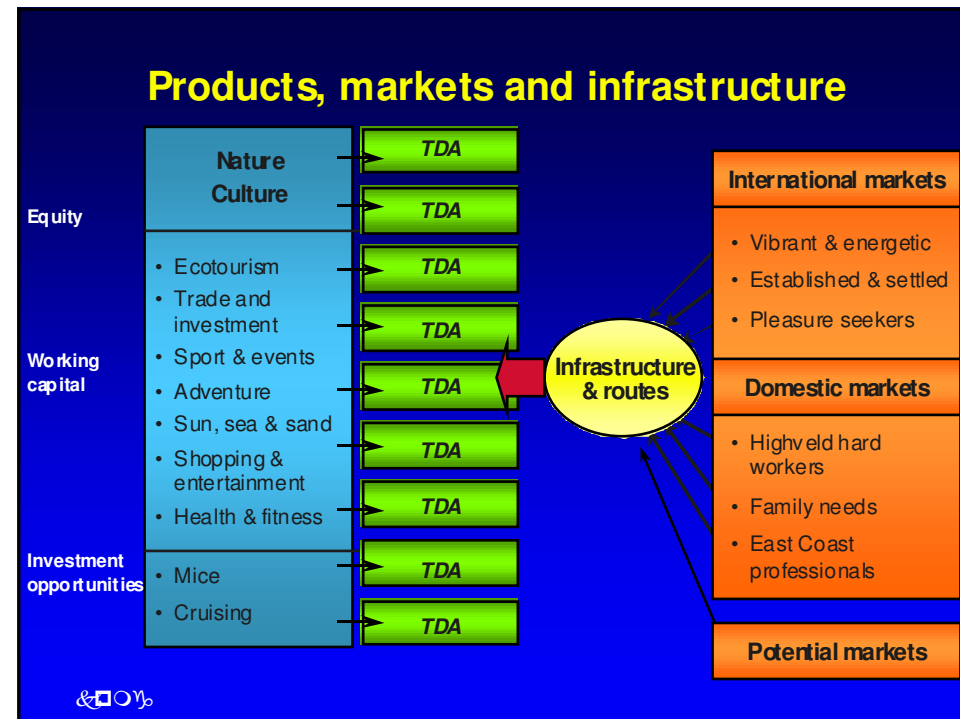 Products, markets and infrastructure
Equity
Working
capital
Investment
opportunities
Nature
Culture
• Ecotourism
• Trade and
investment
• Sport & events
• Adventure
• Sun, sea & sand
• Shopping &
entertainment
• Health & fitness
• Mice
• Cruising
TDA
TDA
TDA
TDA
TDA
TDA
TDA
TDA
TDA
Infrastructure
& routes
International markets
• Vibrant & energetic
• Established & settled
• Pleasure seekers
Domestic markets
• Highveld hard
workers
• Family needs
• East Coast
professionals
Potential markets